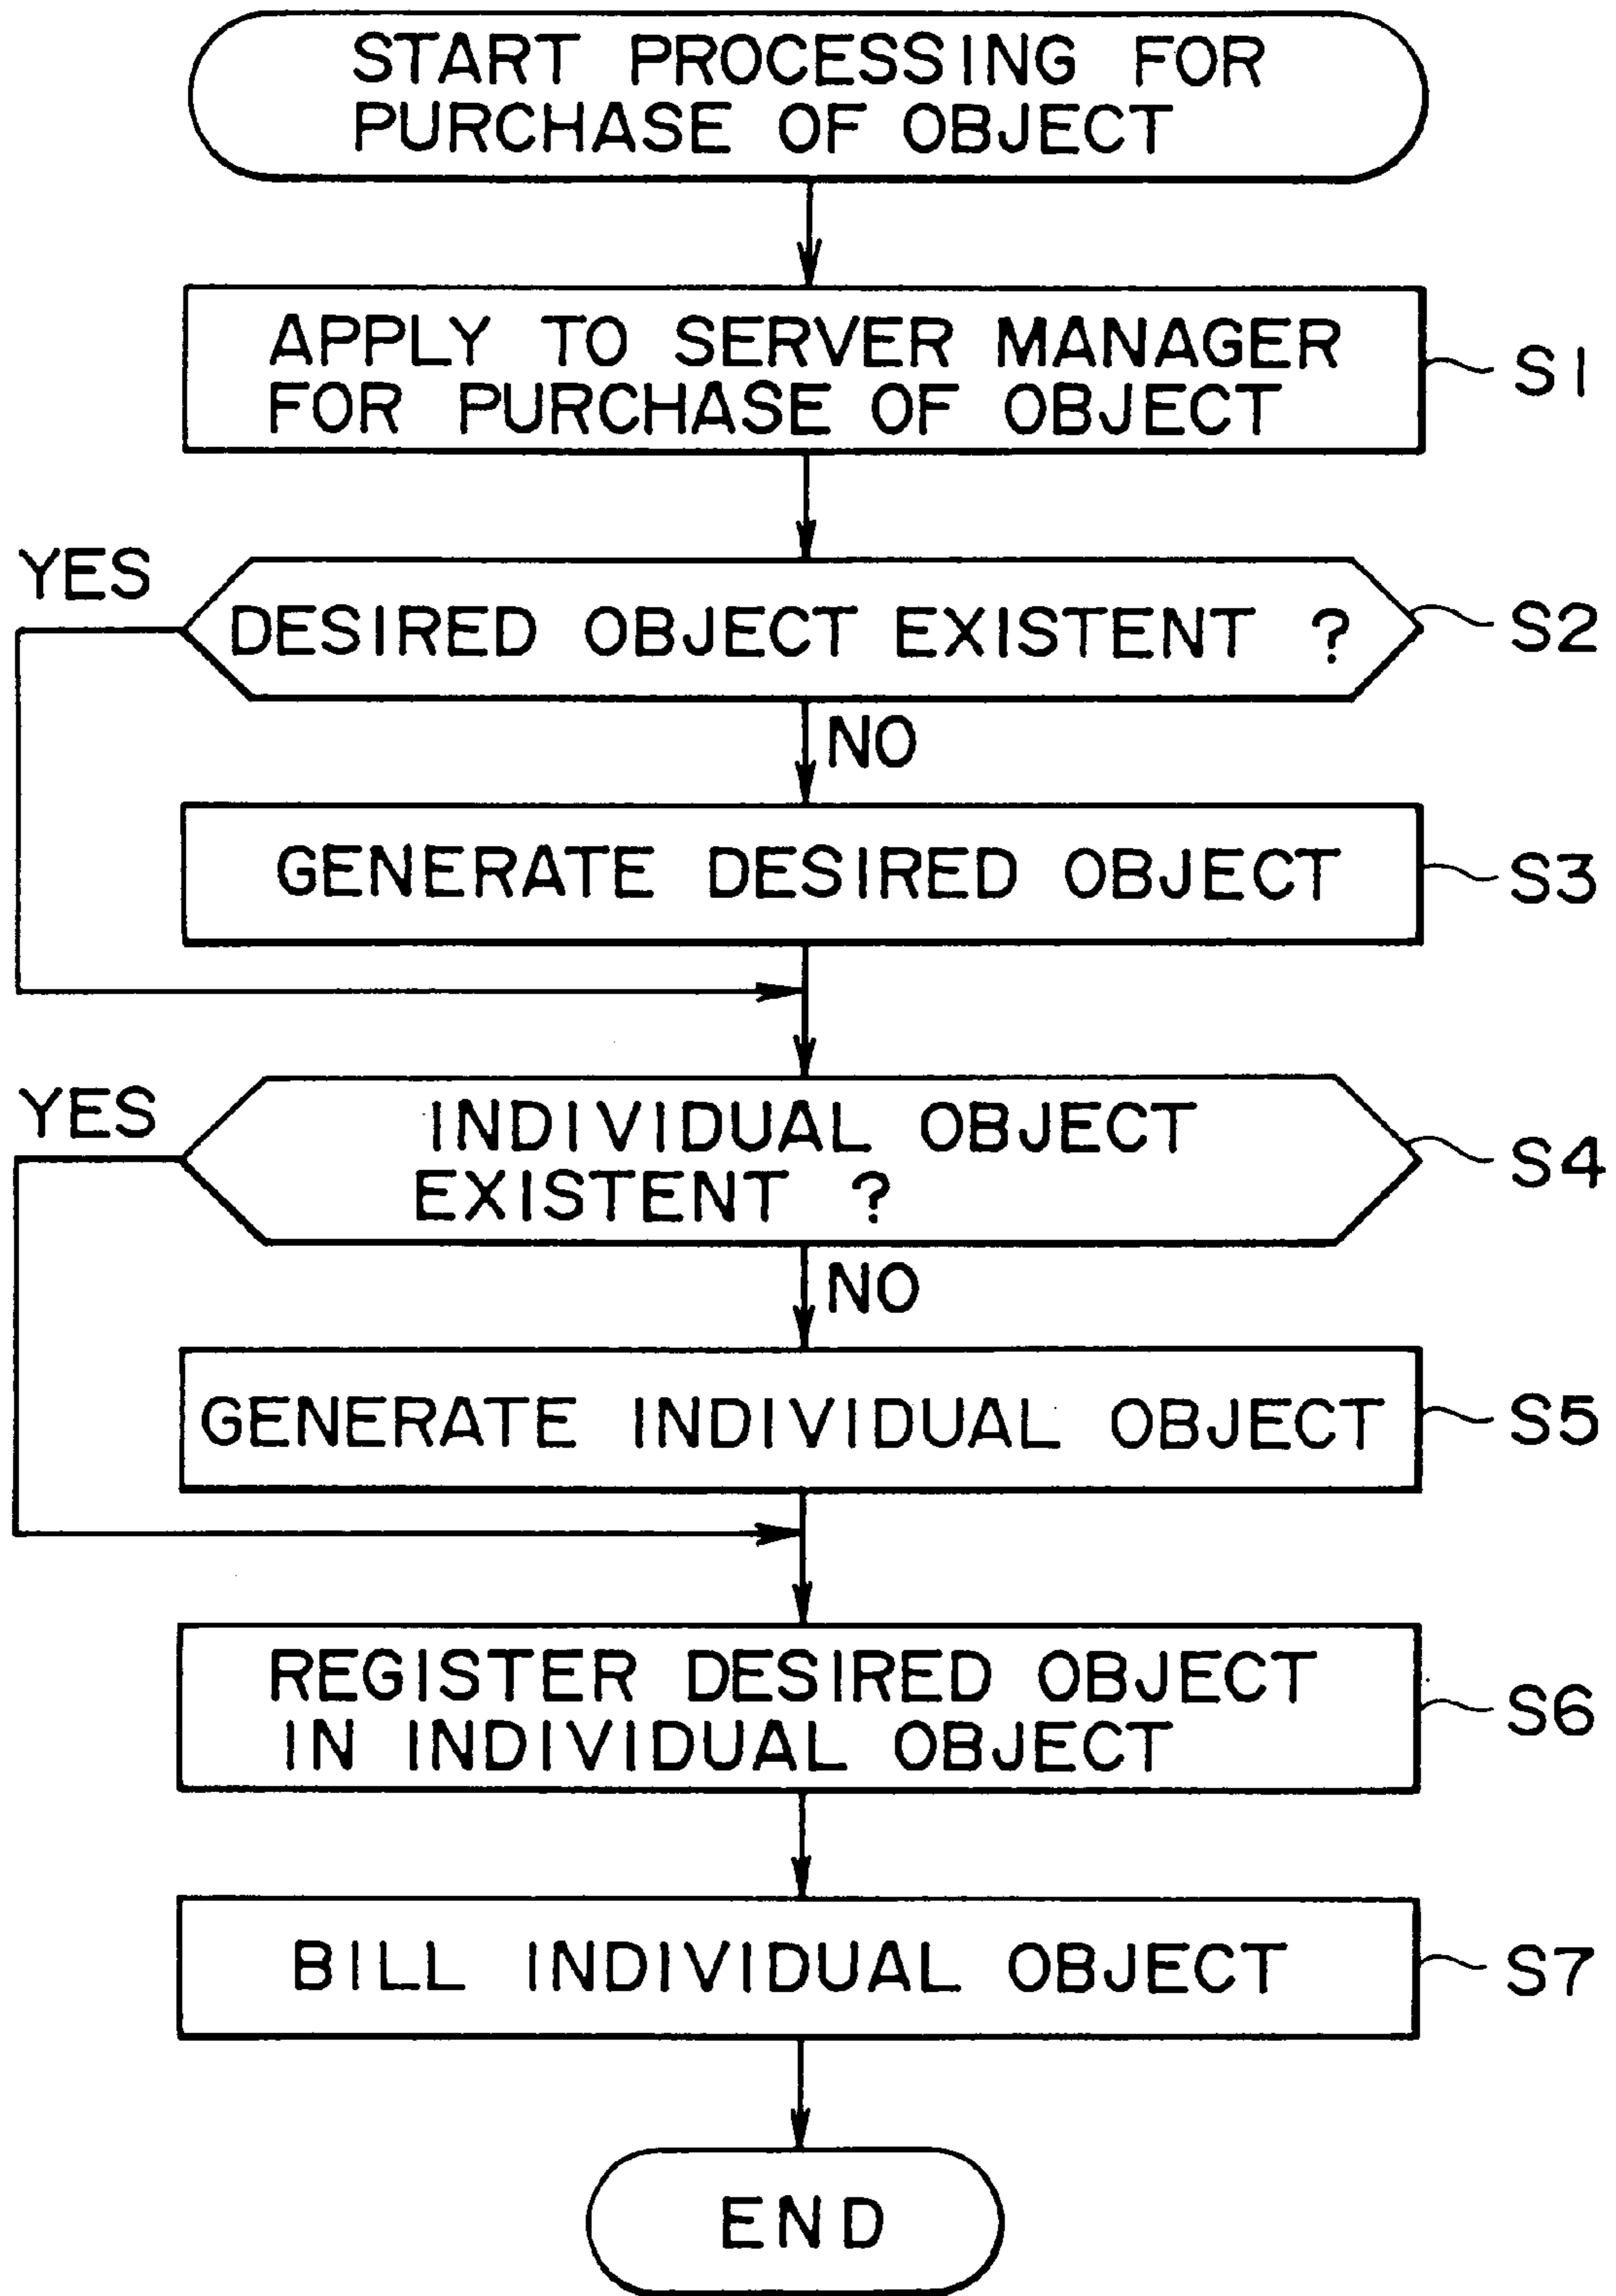 START PROCESSING FOR
PURCHASE OF OBJECT
APPLY TO SERVER MANAGER
FOR PURCHASE OF OBJECT
S1
YES
DESIRED OBJECT EXISTENT ?
S2
NO
GENERATE DESIRED OBJECT
S3
YES
INDIVIDUAL OBJECT
EXISTENT ?
S4
NO
GENERATE INDIVIDUAL OBJECT
S5
REGISTER DESIRED OBJECT
IN INDIVIDUAL OBJECT
S6
BILL INDIVIDUAL OBJECT
S7
END